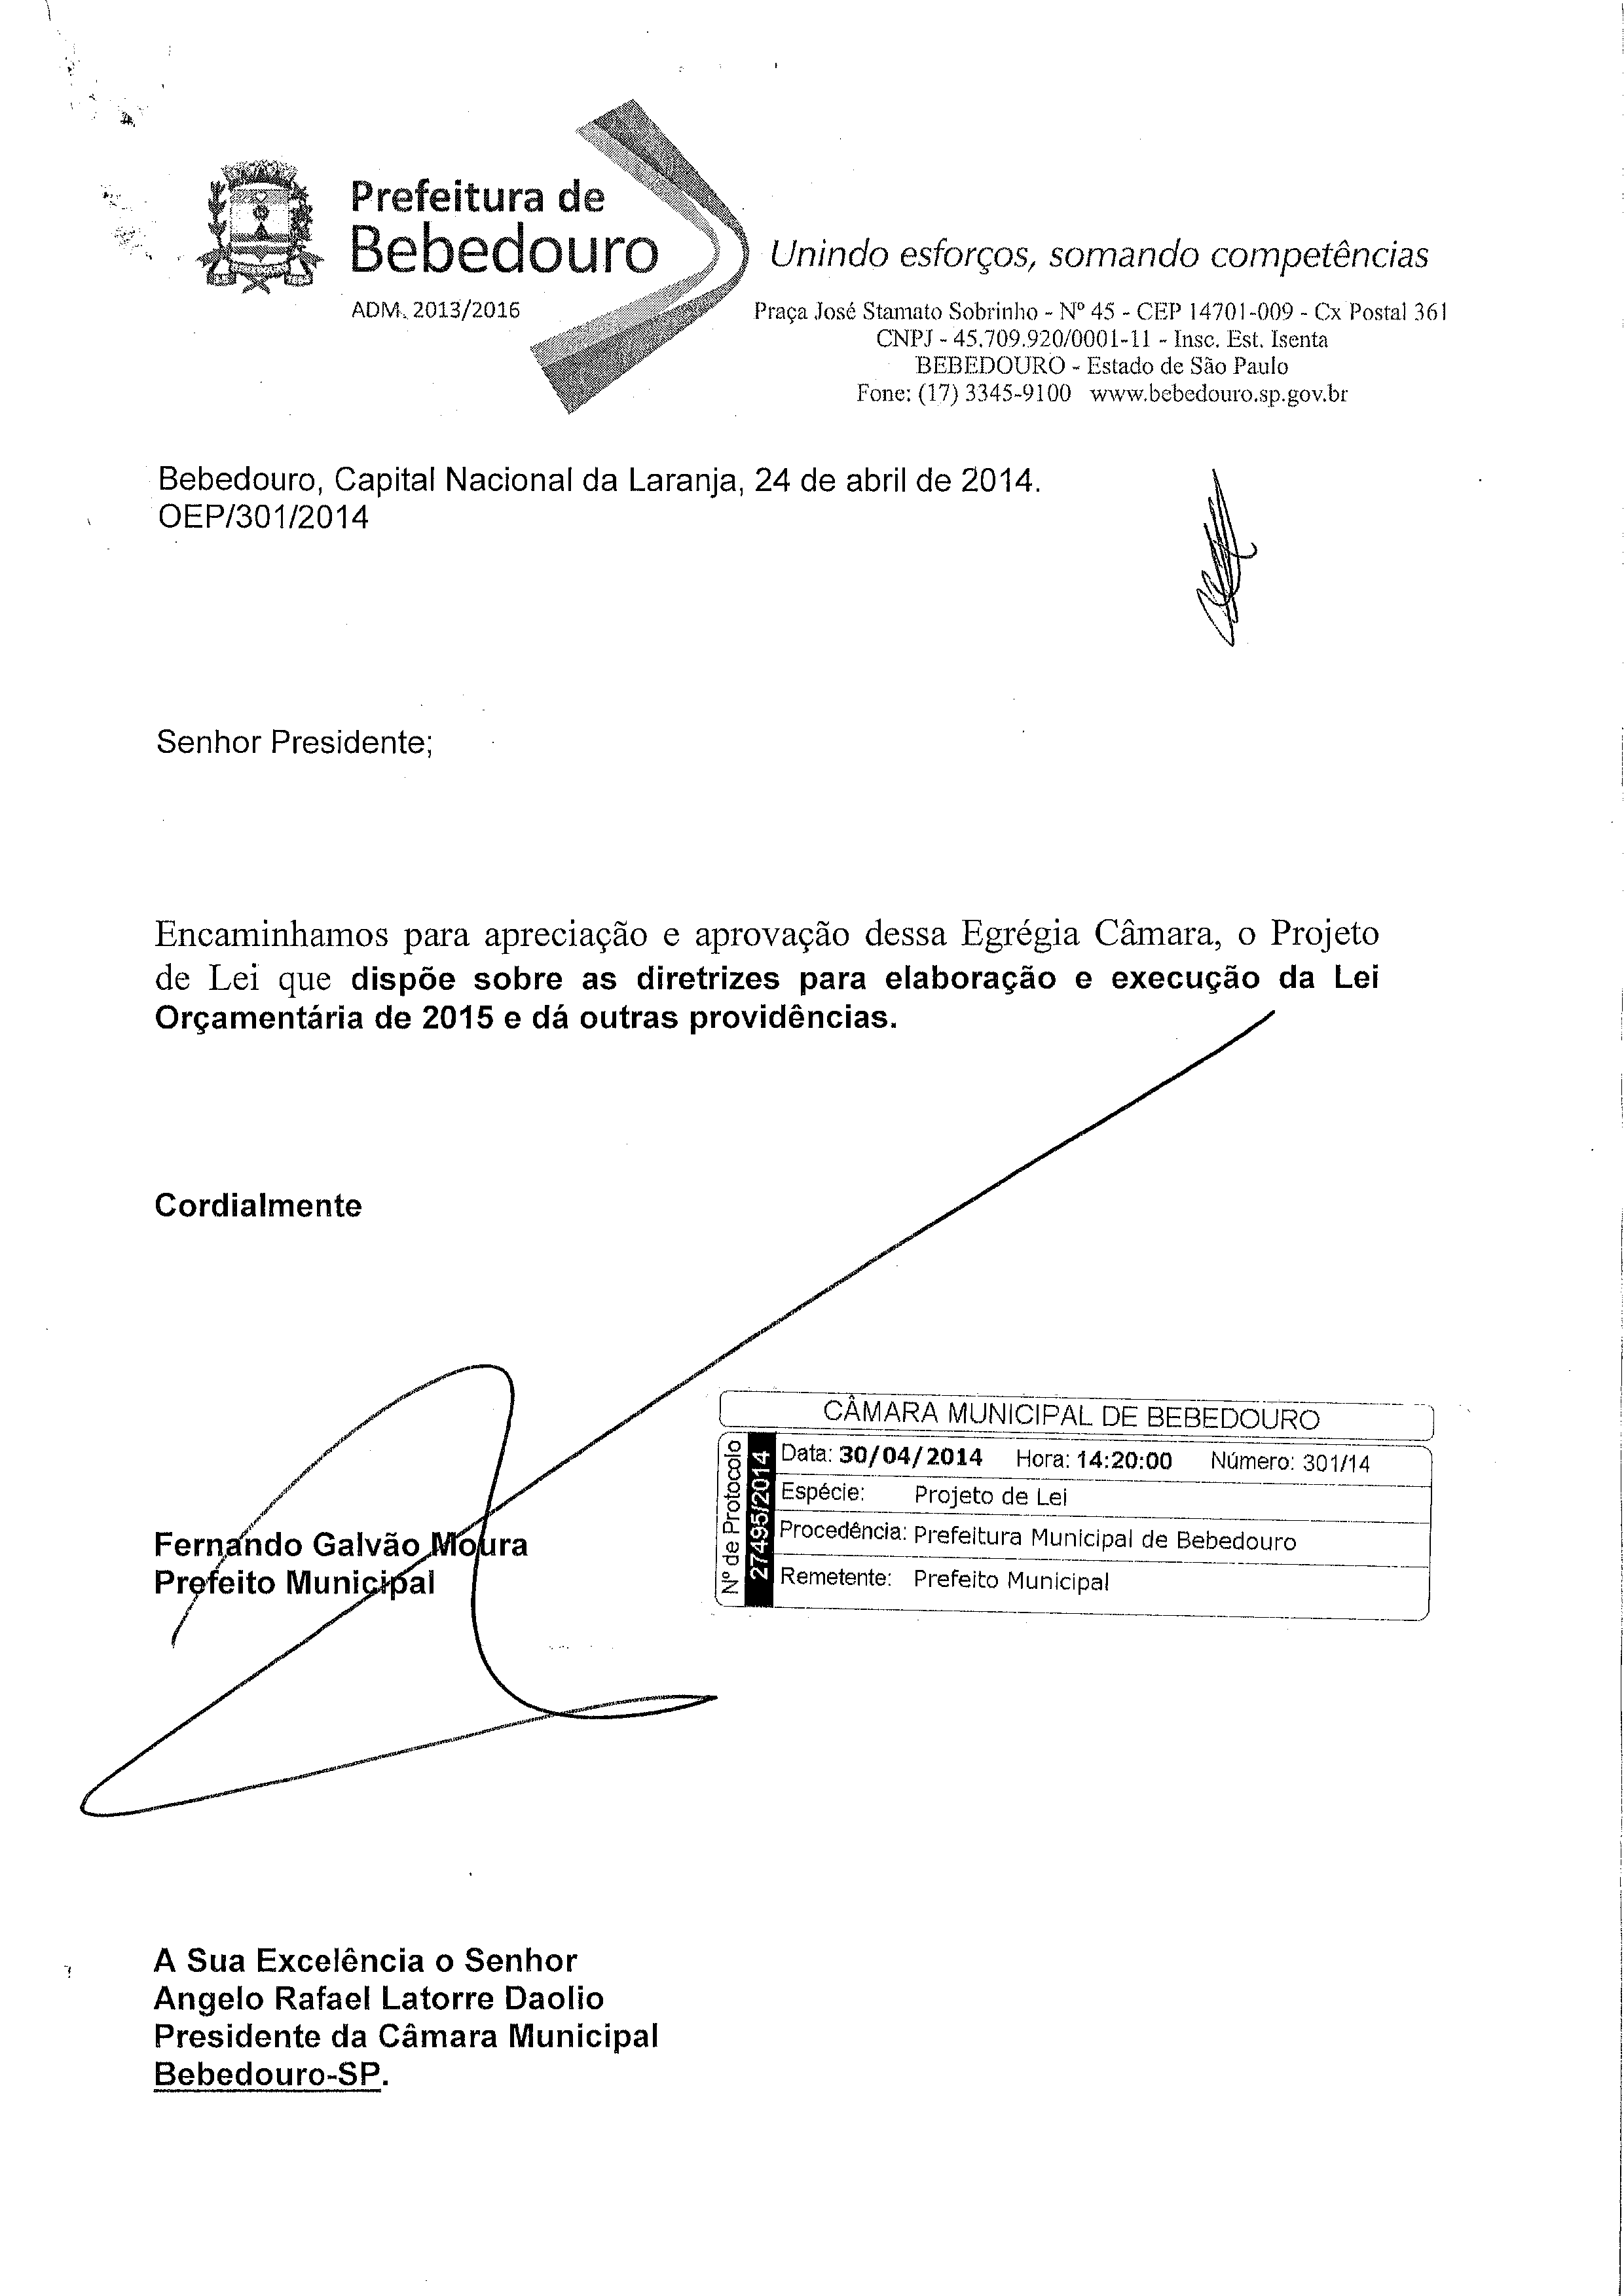 Prefeitura de
Bebedouro
ADM. 2013/2016
Unindo esforços, somando competências
Praça José Stamato Sobrinho - Nº 45 - CEP 14701-009 - Cx Postal 361
CNPJ - 45.709.920/0001-11 - Insc. Est. Isenta
BEBEDOURO - Estado de São Paulo
Fone: (17) 3345-9100 www.bebedouro.sp.gov.br
Bebedouro, Capital Nacional da Laranja, 24 de abril de 2014.
OEP/301/2014
Senhor Presidente;
Encaminhamos para apreciação e aprovação dessa Egrégia Câmara, o Projeto
de Lei que dispõe sobre as diretrizes para elaboração e execução da Lei
Orçamentária de 2015 e dá outras providências.
Cordialmente
Fernando Galvão Moura
Prefeito Municipal
CÂMARA MUNICIPAL DE BEBEDOURO
Nº de Protocolo
27495/2014
Data: 30/04/2014 Hora: 14:20:00 Número: 301/14
Espécie: Projeto de Lei
Procedência: Prefeitura Municipal de Bebedouro
Remetente: Prefeito Municipal
A Sua Excelência o Senhor
Angelo Rafael Latorre Daolio
Presidente da Câmara Municipal
Bebedouro-SP.